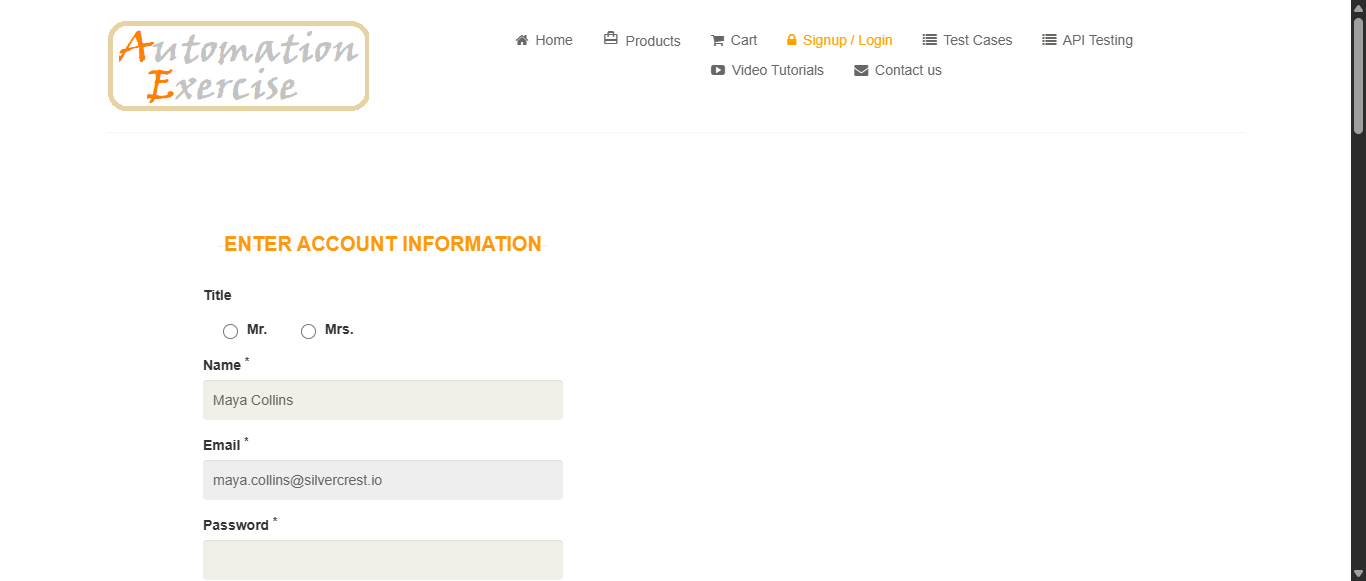 Automation
Exercise
Home Products Cart Signup / Login Test Cases API Testing
Video Tutorials Contact us
ENTER ACCOUNT INFORMATION
Title
Mr. Mrs.
Name *
Maya Collins
Email *
maya.collins@silvercrest.io
Password *